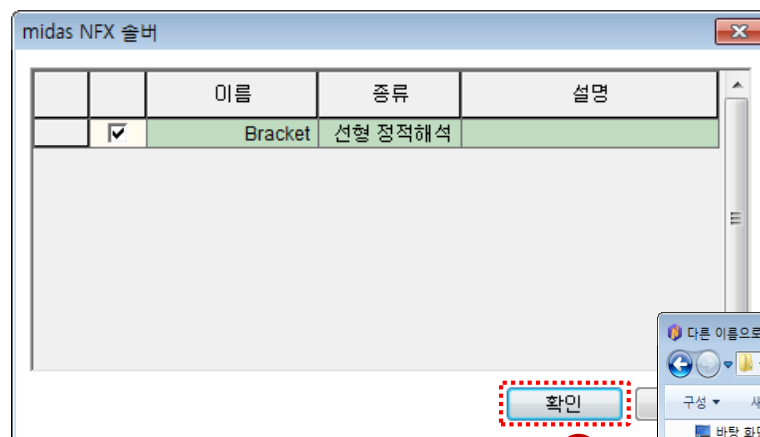 midas NFX 솔버
이름 종류 설명
Bracket 선형 정적해석
다른 이름으로
확인
구성
바탕 화면